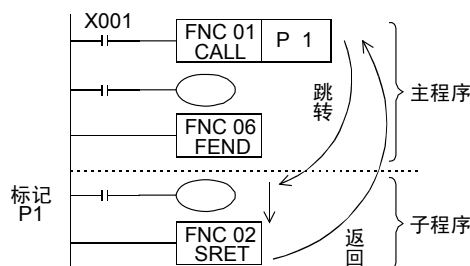 X001
FNC 01
CALL
P 1
跳转
主程序
FNC 06
FEND
标记
P1
FNC 02
SRET
返回
子程序